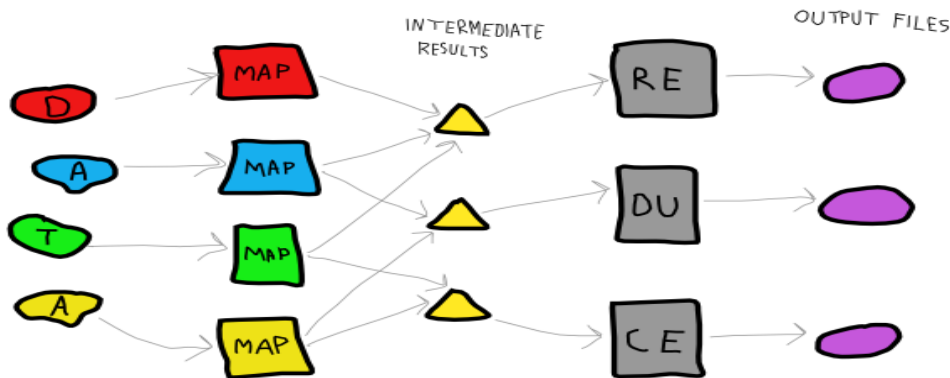 INTERMEDIATE
RESULTS
OUTPUT FILES
D
MAP
RE
A
MAP
DU
T
MAP
A
MAP
CE